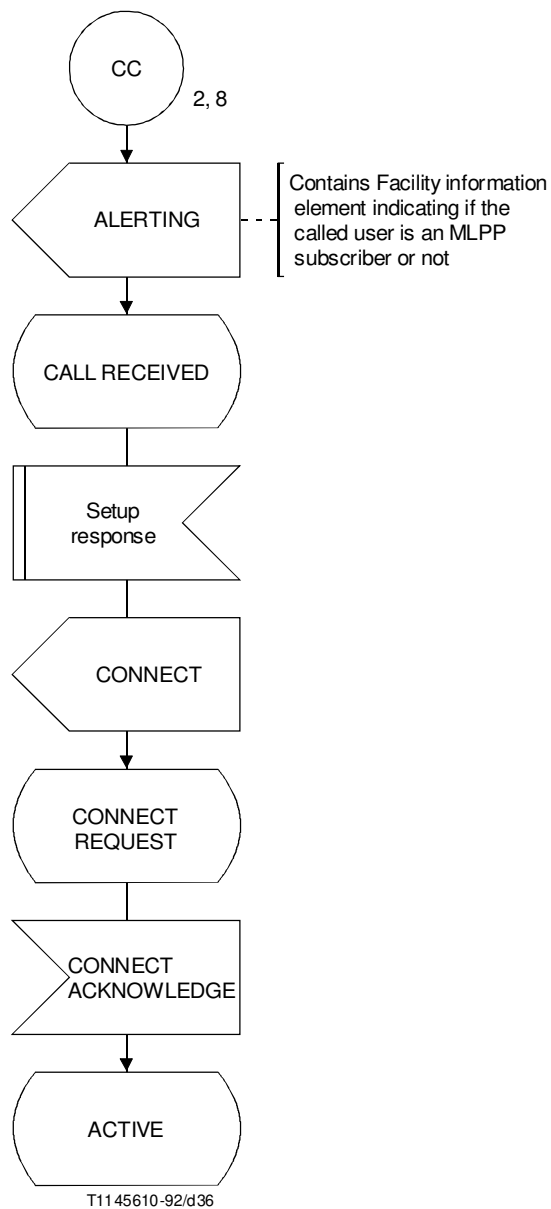 CC
2, 8
ALERTING
Contains Facility information
element indicating if the
called user is an MLPP
subscriber or not
CALL RECEIVED
Setup
response
CONNECT
CONNECT
REQUEST
CONNECT
ACKNOWLEDGE
ACTIVE
T1145610-92/d36